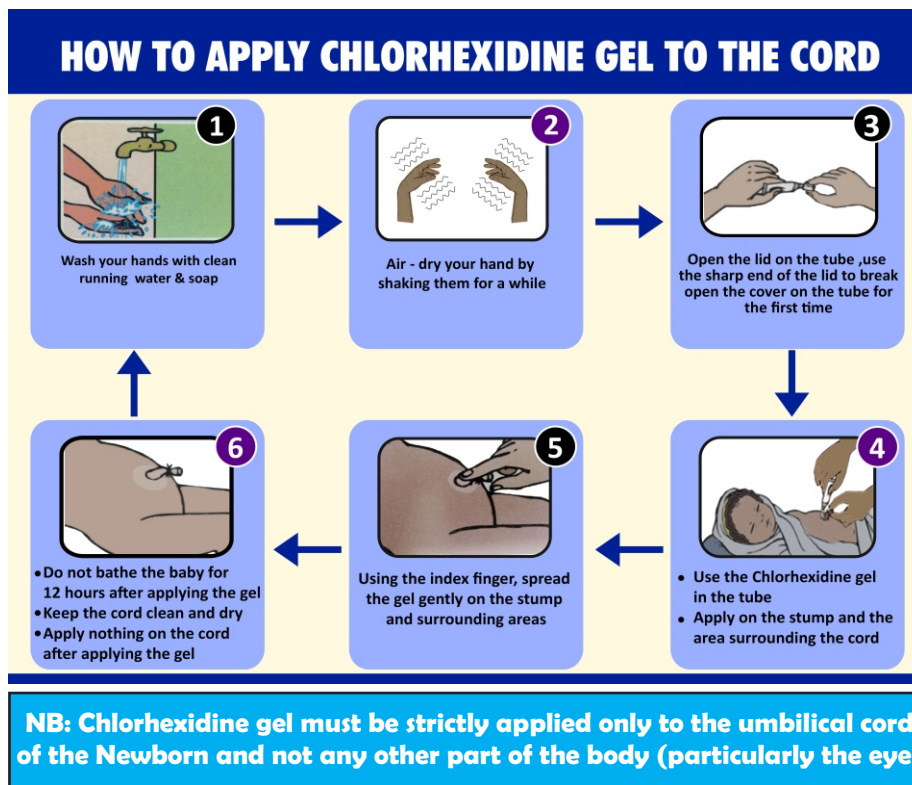 HOW TO APPLY CHLORHEXIDINE GEL TO THE CORD
1
Wash your hands with clean
running water & soap
2
Air - dry your hand by
shaking them for a while
3
Open the lid on the tube ,use
the sharp end of the lid to break
open the cover on the tube for
the first time
4
• Use the Chlorhexidine gel
in the tube
• Apply on the stump and the
area surrounding the cord
5
Using the index finger, spread
the gel gently on the stump
and surrounding areas
6
• Do not bathe the baby for
12 hours after applying the gel
• Keep the cord clean and dry
• Apply nothing on the cord
after applying the gel
NB: Chlorhexidine gel must be strictly applied only to the umbilical cord
of the Newborn and not any other part of the body (particularly the eye